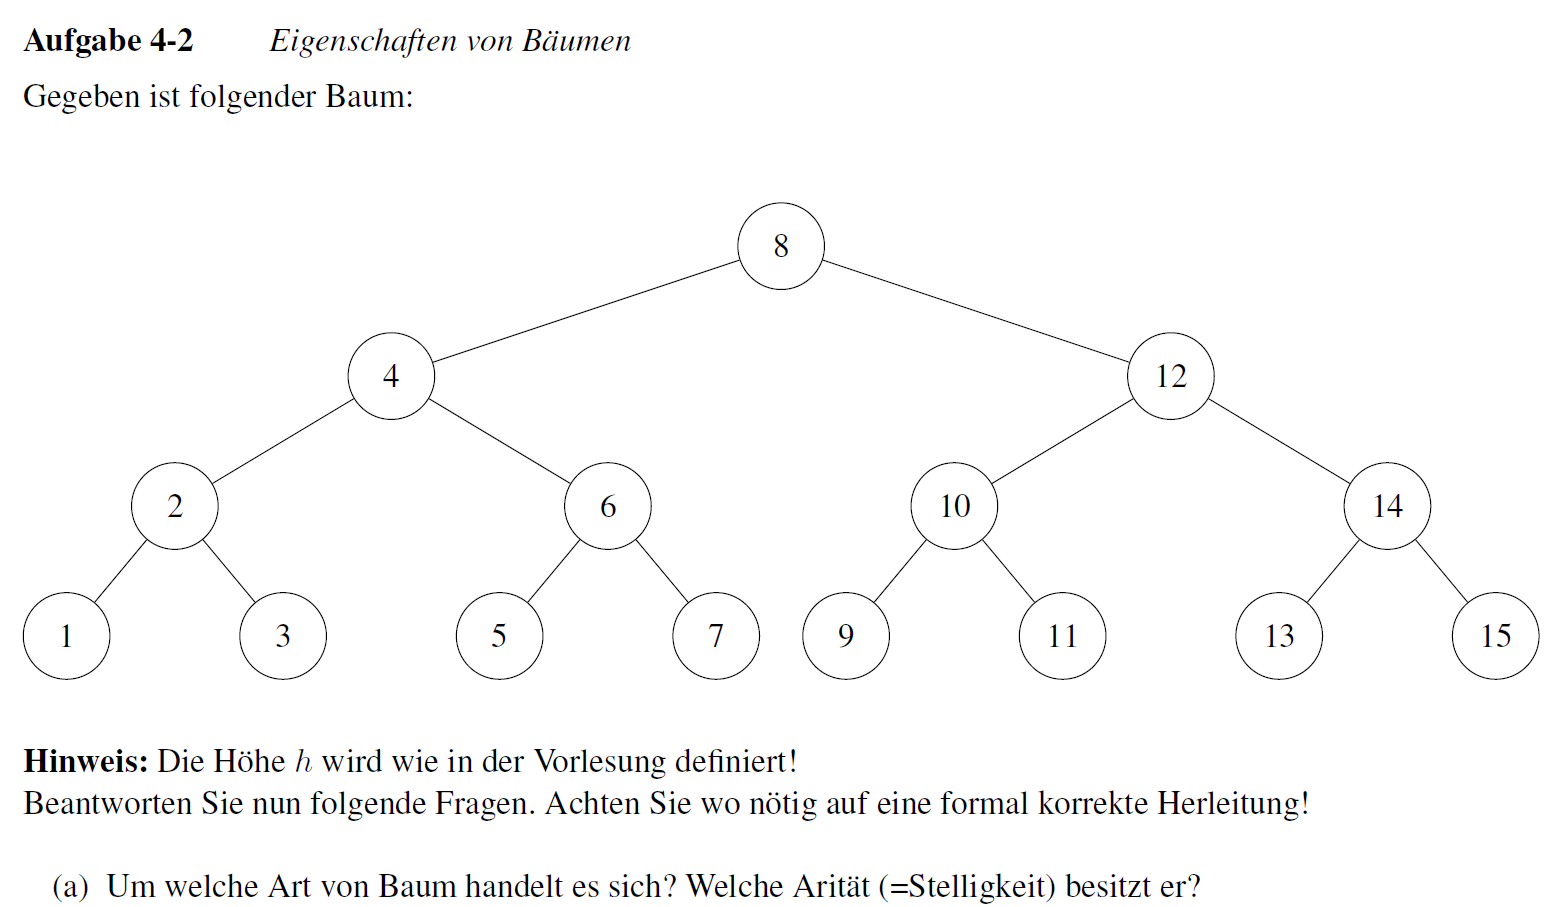 Aufgabe 4-2 Eigenschaften von Bäumen
Gegeben ist folgender Baum:
8
4 12
2 6 10 14
1 3 5 7 9 11 13 15
Hinweis: Die Höhe h wird wie in der Vorlesung definiert!
Beantworten Sie nun folgende Fragen. Achten Sie wo nötig auf eine formal korrekte Herleitung!
(a) Um welche Art von Baum handelt es sich? Welche Arität (=Stelligkeit) besitzt er?